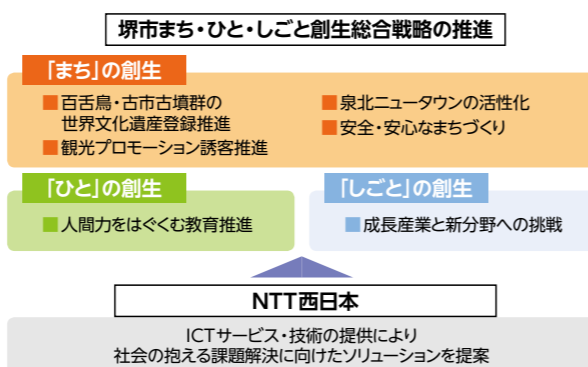 堺市まち・ひと・しごと創生総合戦略の推進
「まち」の創生
■百舌鳥・古市古墳群の
世界文化遺産登録推進
■観光プロモーション誘客推進
■泉北ニュータウンの活性化
■安全・安心なまちづくり
「ひと」の創生
■人間力をはぐくむ教育推進
「しごと」の創生
■成長産業と新分野への挑戦
NTT西日本
ICTサービス・技術の提供により
社会の抱える課題解決に向けたソリューションを提案